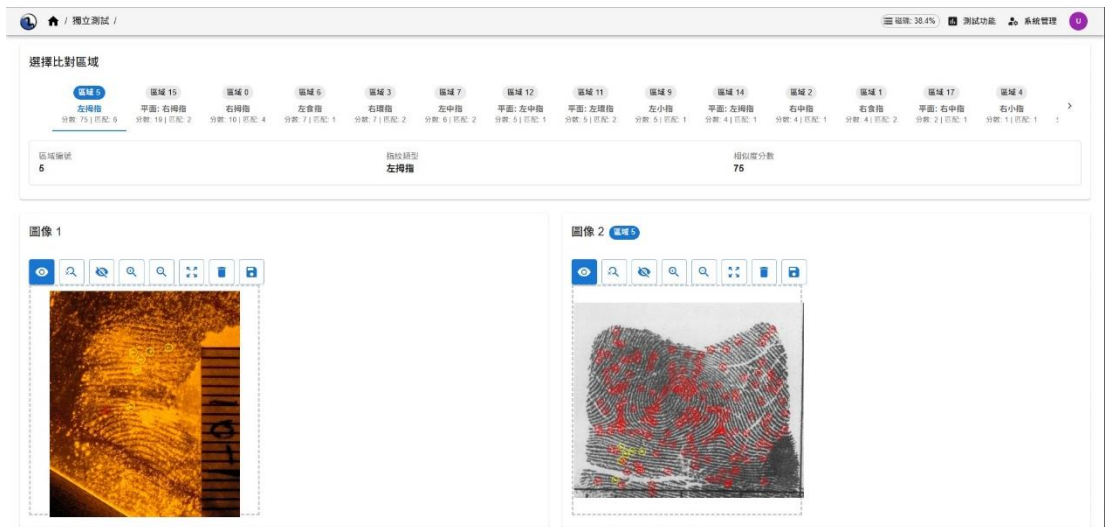 / 獨立測試 /
磁碟: 38.4%
測試功能
系統管理
U
選擇比對區域
區域 5
左拇指
分數: 75 | 匹配: 6
區域 15
平面: 右拇指
分數: 19 | 匹配: 2
區域 0
右拇指
分數: 10 | 匹配: 4
區域 6
左食指
分數: 7 | 匹配: 1
區域 3
右環指
分數: 7 | 匹配: 2
區域 7
左中指
分數: 6 | 匹配: 2
區域 12
平面: 左中指
分數: 5 | 匹配: 1
區域 11
平面: 左環指
分數: 5 | 匹配: 2
區域 9
左小指
分數: 5 | 匹配: 1
區域 14
平面: 左拇指
分數: 4 | 匹配: 1
區域 2
右中指
分數: 4 | 匹配: 1
區域 1
右食指
分數: 4 | 匹配: 2
區域 17
平面: 右中指
分數: 2 | 匹配: 1
區域 4
右小指
分數: 1 | 匹配: 1
區域編號
5
指紋類型
左拇指
相似度分數
75
圖像 1
圖像 2
區域 5